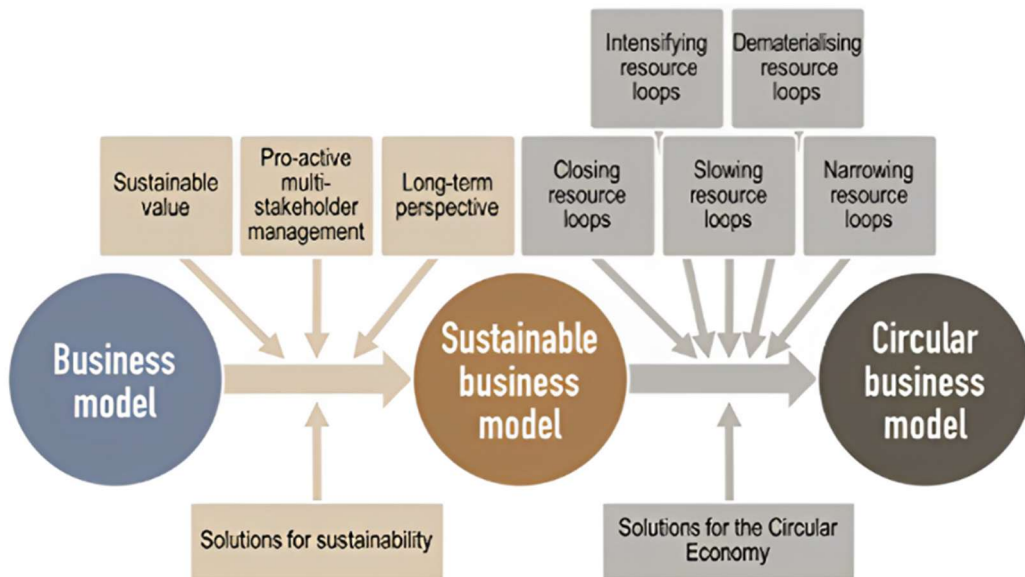 Intensifying
resource
loops
Dematerialising
resource
loops
Sustainable
value
Pro-active
multi-
stakeholder
management
Long-term
perspective
Closing
resource
loops
Slowing
resource
loops
Narrowing
resource
loops
Business
model
Sustainable
business
model
Circular
business
model
Solutions for sustainability
Solutions for the Circular
Economy